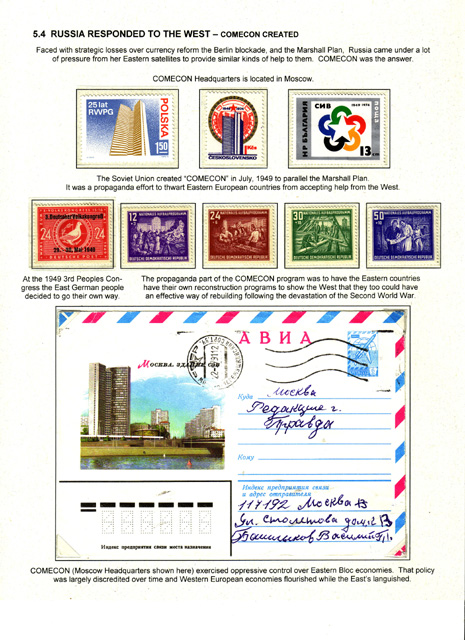 5.4 RUSSIA RESPONDED TO THE WEST – COMECON CREATED
Faced with strategic losses over currency reform the Berlin blockade, and the Marshall Plan, Russia came under a lot
of pressure from her Eastern satellites to provide similar kinds of help to them. COMECON was the answer.
COMECON Headquarters is located in Moscow.
25 lat
RWPG
POLSKA
1,50
1 Kčs
ČESKOSLOVENSKO
СИВ
1949-1974
НР БЪЛГАРИЯ
ПОЩА
13
The Soviet Union created "COMECON" in July, 1949 to parallel the Marshall Plan.
It was a propaganda effort to thwart Eastern European countries from accepting help from the West.
3. Deutscher Volkskongreß
24
24
29.-30. Mai 1949
DEUTSCHE POST
12
NATIONALES AUFBAUPROGRAMM
DEUTSCHE DEMOKRATISCHE REPUBLIK
24
NATIONALES AUFBAUPROGRAMM
DEUTSCHE DEMOKRATISCHE REPUBLIK
30
NATIONALES AUFBAUPROGRAMM
DEUTSCHE DEMOKRATISCHE REPUBLIK
50
NATIONALES AUFBAUPROGRAMM
DEUTSCHE DEMOKRATISCHE REPUBLIK
At the 1949 3rd Peoples Con-
gress the East German people
decided to go their own way.
The propaganda part of the COMECON program was to have the Eastern countries
have their own reconstruction programs to show the West that they too could have
an effective way of rebuilding following the devastation of the Second World War.
АВИА
Москва. Здание СЭВ
Куда Москва
Редакция г.
Правда
Кому
Индекс предприятия связи
и адрес отправителя
117192 Москва
Индекс предприятия связи места назначения
COMECON (Moscow Headquarters shown here) exercised oppressive control over Eastern Bloc economies. That policy
was largely discredited over time and Western European economies flourished while the East's languished.